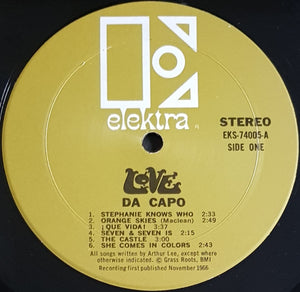 elektra
STEREO
EKS-74005-A
SIDE ONE
LOVE
DA CAPO
1. STEPHANIE KNOWS WHO 2:33
2. ORANGE SKIES (Maclean) 2:49
3. ¡ QUE VIDA! 3:37
4. SEVEN & SEVEN IS 2:15
5. THE CASTLE 3:00
6. SHE COMES IN COLORS 2:43
All songs written by Arthur Lee, except
where otherwise indicated. © Grass Roots, BMI
Recording first published November 1966